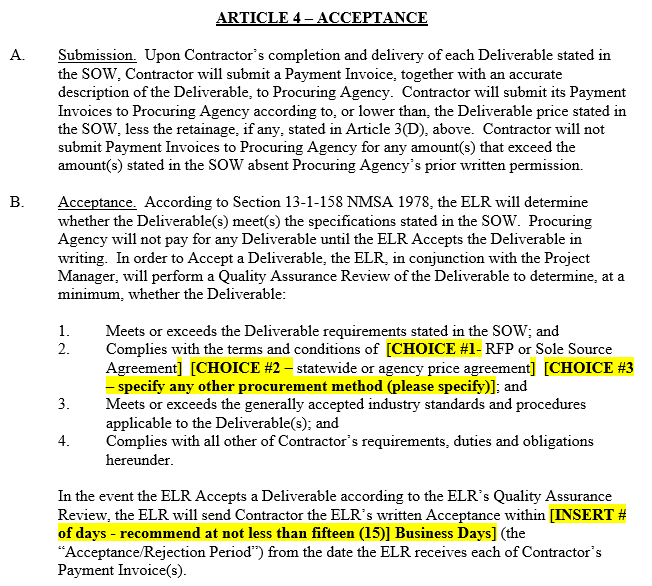 ARTICLE 4 – ACCEPTANCE
A. Submission. Upon Contractor's completion and delivery of each Deliverable stated in
the SOW, Contractor will submit a Payment Invoice, together with an accurate
description of the Deliverable, to Procuring Agency. Contractor will submit its Payment
Invoices to Procuring Agency according to, or lower than, the Deliverable price stated in
the SOW, less the retainage, if any, stated in Article 3(D), above. Contractor will not
submit Payment Invoices to Procuring Agency for any amount(s) that exceed the
amount(s) stated in the SOW absent Procuring Agency's prior written permission.
B. Acceptance. According to Section 13-1-158 NMSA 1978, the ELR will determine
whether the Deliverable(s) meet(s) the specifications stated in the SOW. Procuring
Agency will not pay for any Deliverable until the ELR Accepts the Deliverable in
writing. In order to Accept a Deliverable, the ELR, in conjunction with the Project
Manager, will perform a Quality Assurance Review of the Deliverable to determine, at a
minimum, whether the Deliverable:
1. Meets or exceeds the Deliverable requirements stated in the SOW; and
2. Complies with the terms and conditions of [CHOICE #1- RFP or Sole Source
Agreement] [CHOICE #2 – statewide or agency price agreement] [CHOICE #3
– specify any other procurement method (please specify)]; and
3. Meets or exceeds the generally accepted industry standards and procedures
applicable to the Deliverable(s); and
4. Complies with all other of Contractor's requirements, duties and obligations
hereunder.
In the event the ELR Accepts a Deliverable according to the ELR's Quality Assurance
Review, the ELR will send Contractor the ELR's written Acceptance within [INSERT #
of days - recommend at not less than fifteen (15)] Business Days] (the
"Acceptance/Rejection Period") from the date the ELR receives each of Contractor's
Payment Invoice(s).